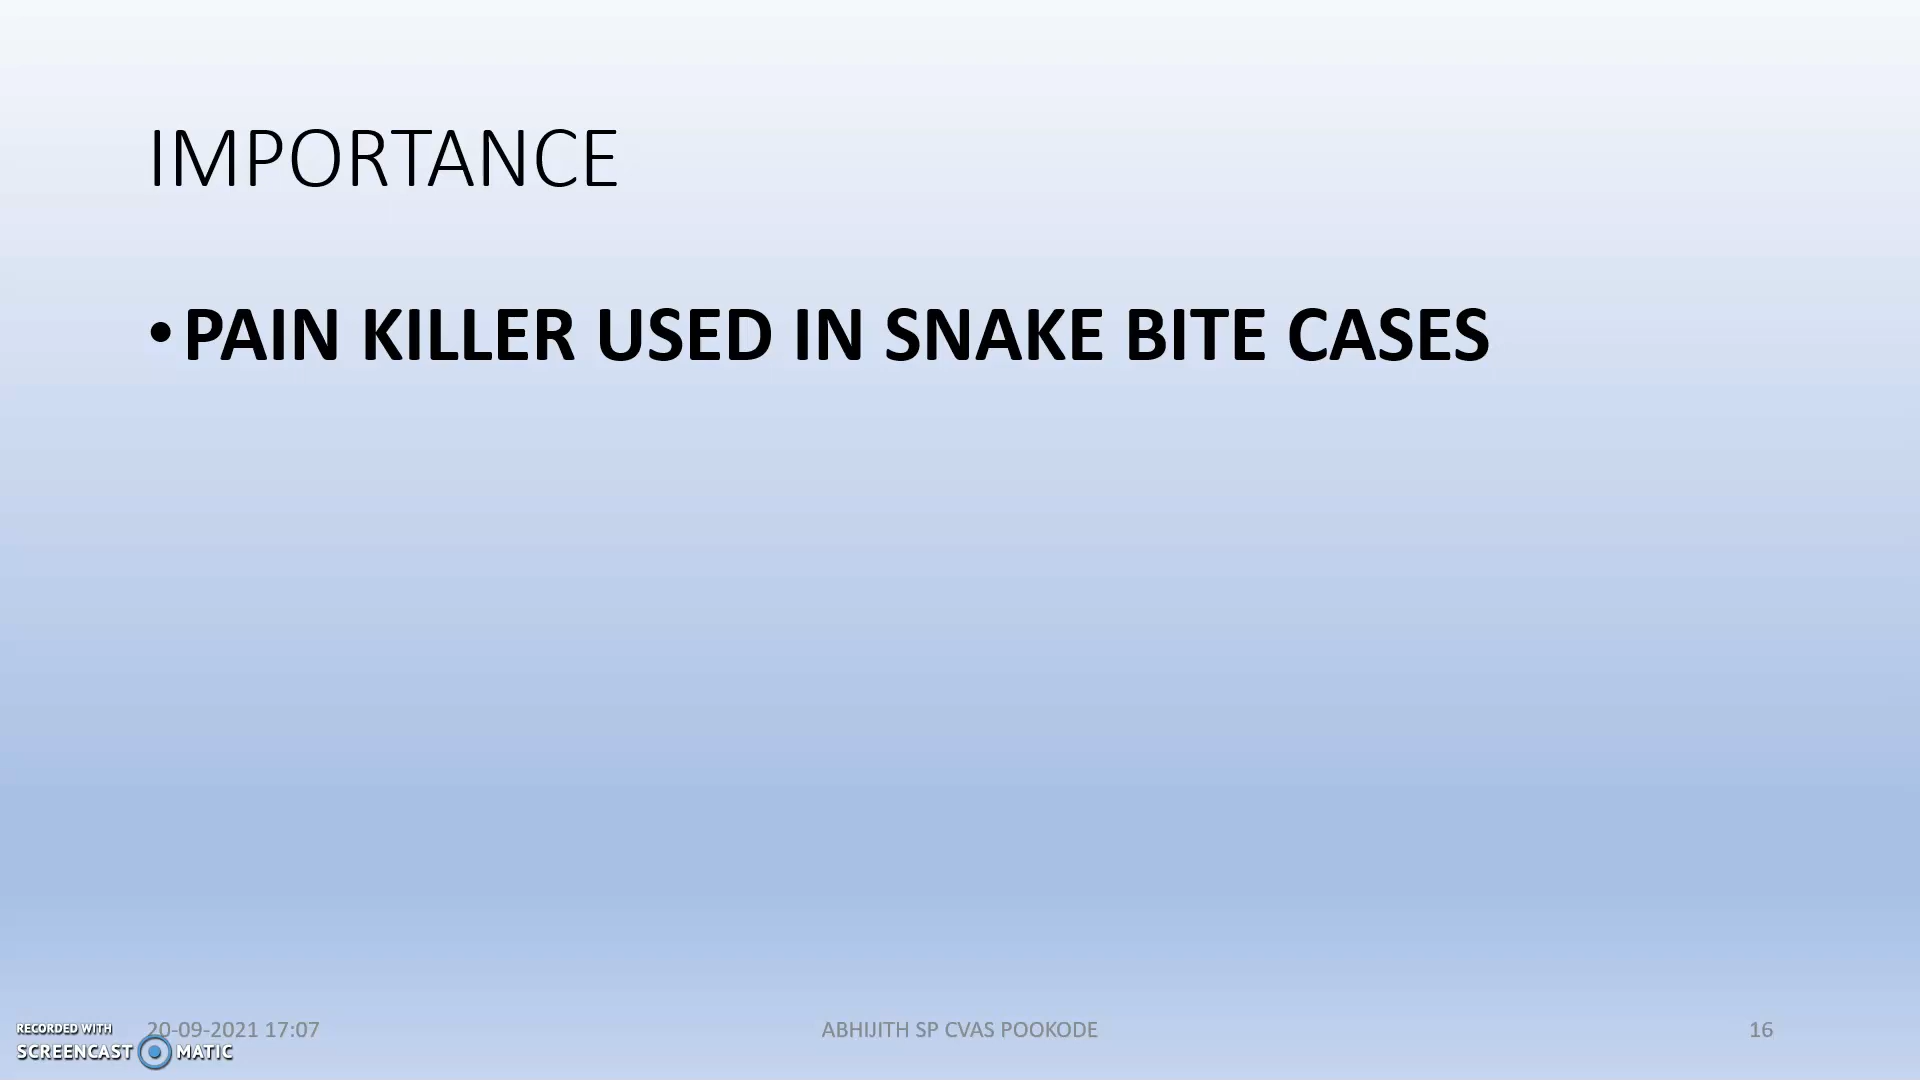 IMPORTANCE
•PAIN KILLER USED IN SNAKE BITE CASES
RECORDED WITH
SCREENCAST MATIC
20-09-2021 17:07
ABHIJITH SP CVAS POOKODE
16